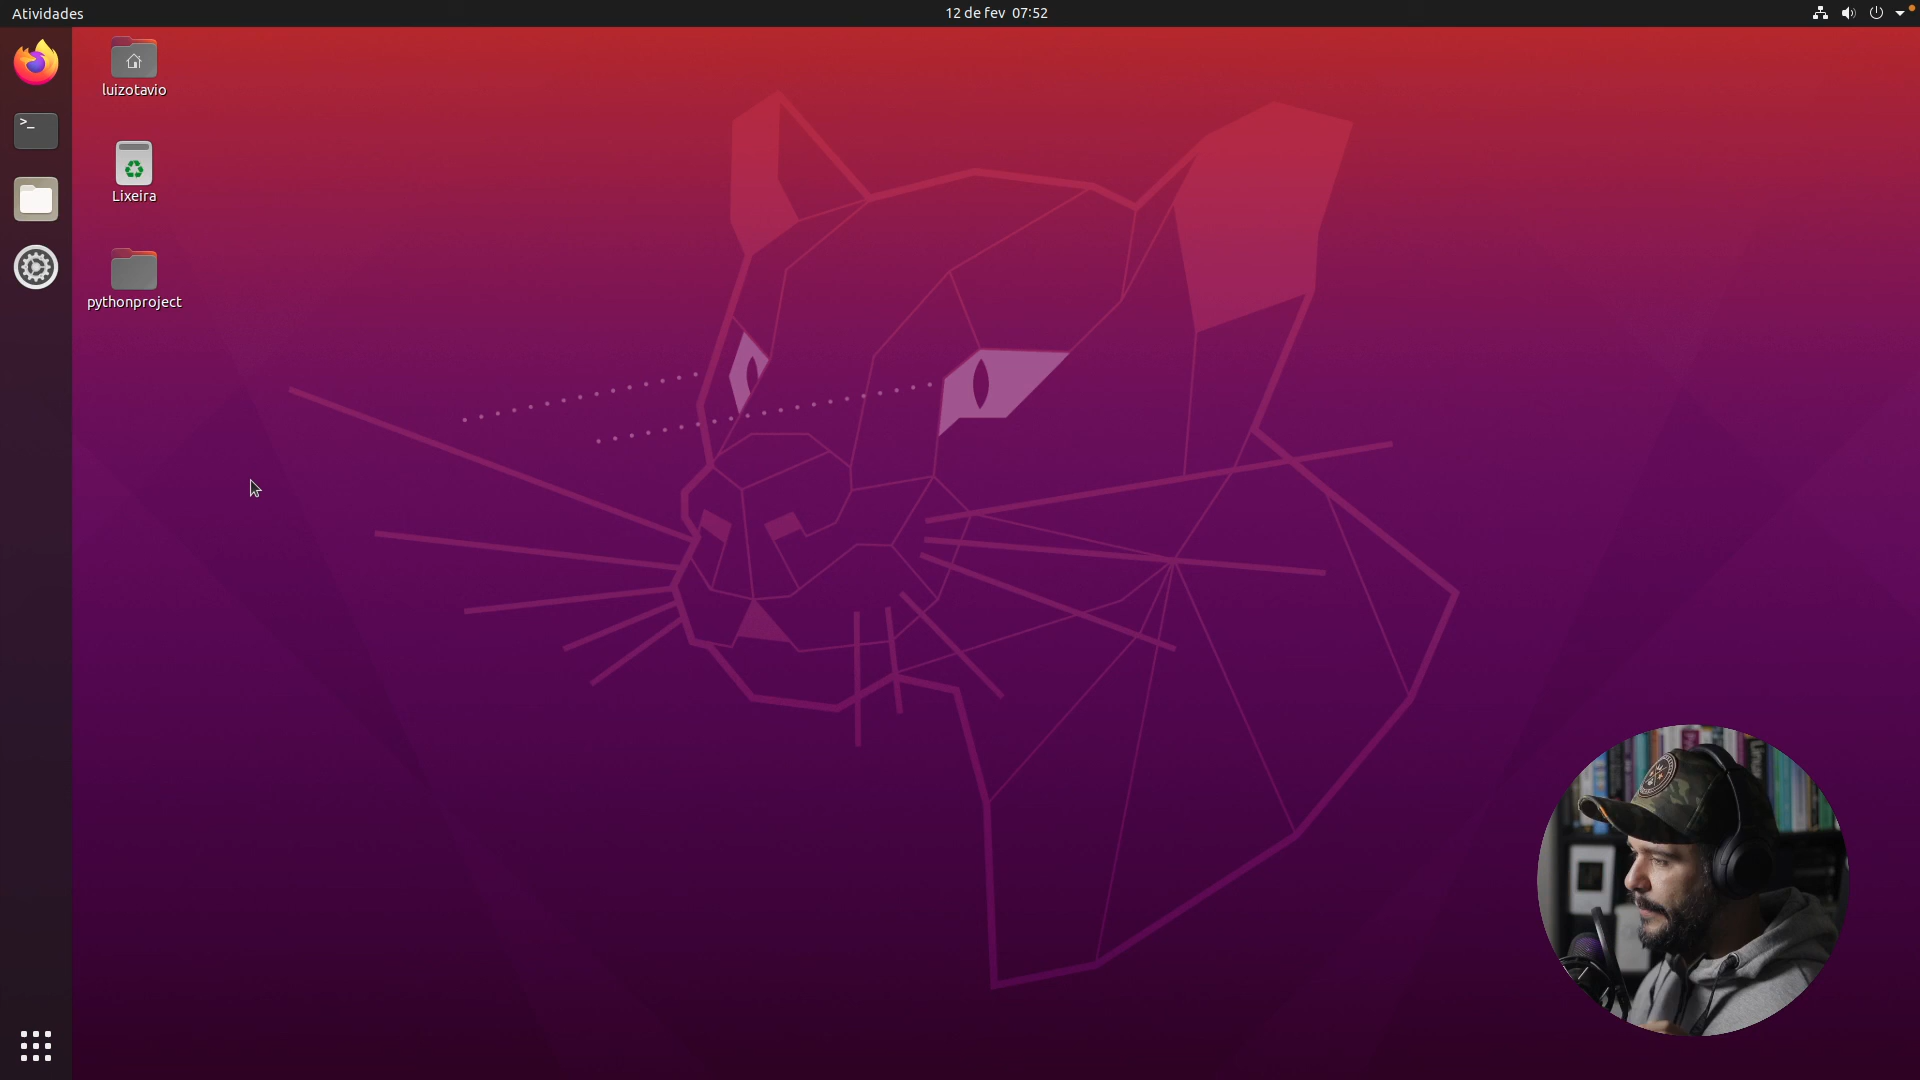 Atividades
12 de fev 07:52
luizotavio
>_
Lixeira
pythonproject